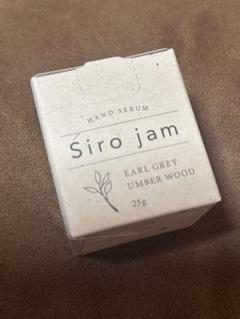 HAND SERUM
Siro jam
EARL GREY
UMBER WOOD
25g